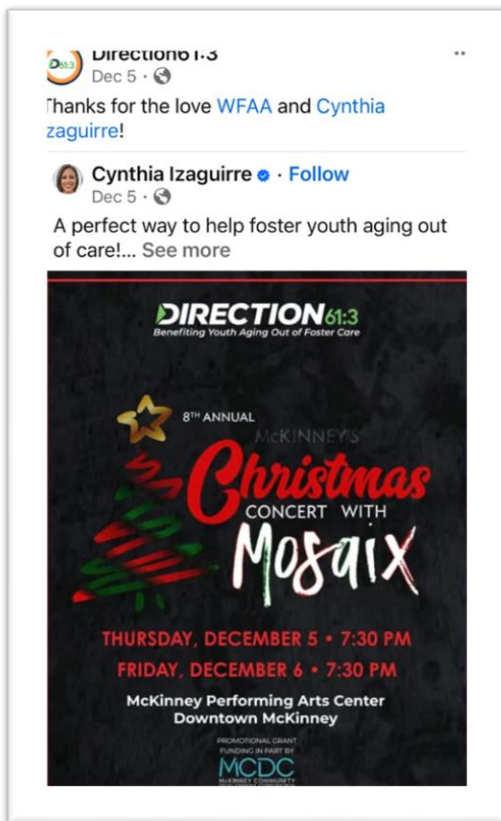 Direction61:3
Dec 5 ·
Thanks for the love WFAA and Cynthia
zaguirre!
Cynthia Izaguirre · Follow
Dec 5 ·
A perfect way to help foster youth aging out
of care!... See more
DIRECTION61:3
Benefiting Youth Aging Out of Foster Care
8TH ANNUAL
McKINNEY'S
Christmas
CONCERT WITH
Mosaix
THURSDAY, DECEMBER 5 • 7:30 PM
FRIDAY, DECEMBER 6 • 7:30 PM
McKinney Performing Arts Center
Downtown McKinney
PROMOTIONAL GRANT
FUNDING IN PART BY
MCDC
McKINNEY COMMUNITY